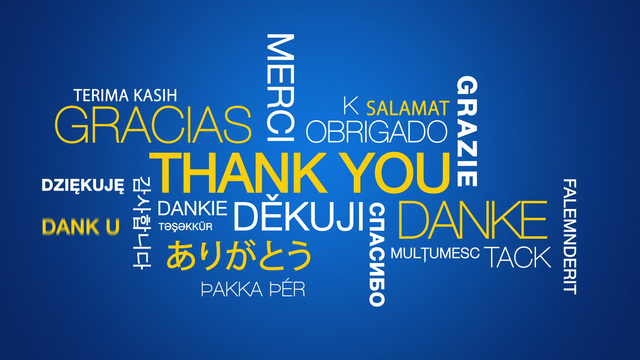 MERCI
TERIMA KASIH
GRACIAS
K
SALAMAT
GRAZIE
OBRIGADO
THANK YOU
DZIĘKUJĘ
감사합니다
DANKIE
DĚKUJI
СПАСИБО
DANKE
FALEMNDERIT
DANK U
TƏŞƏKKÜR
ありがとう
MULŢUMESC
TACK
ÞAKKA ÞÉR